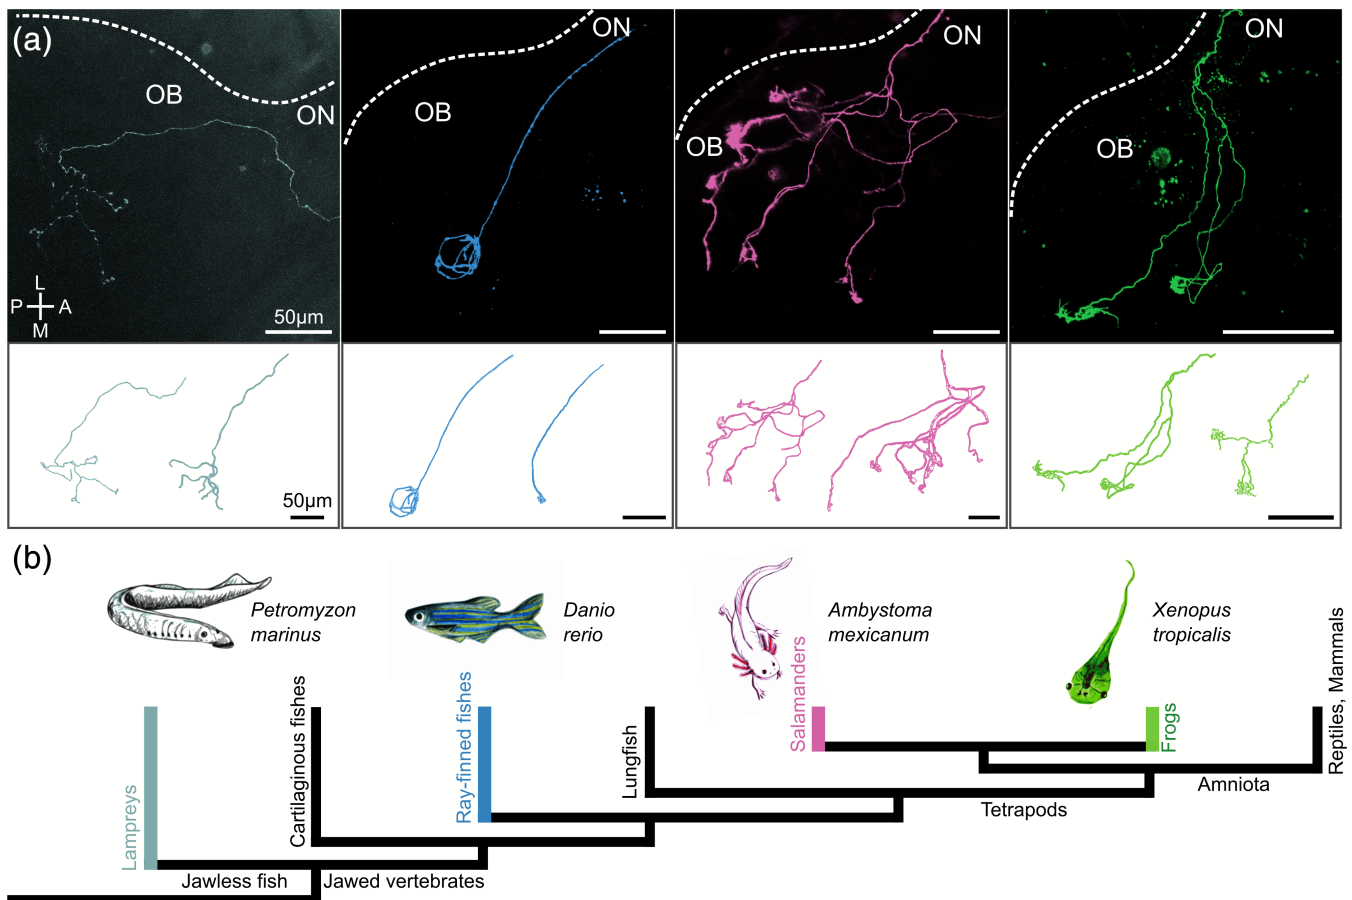 (a)
OB
ON
L
P A
M
50µm
OB
ON
OB
ON
OB
ON
50µm
(b)
Petromyzon
marinus
Danio
rerio
Ambystoma
mexicanum
Xenopus
tropicalis
Lampreys
Cartilaginous fishes
Ray-finned fishes
Lungfish
Salamanders
Frogs
Reptiles, Mammals
Amniota
Tetrapods
Jawless fish
Jawed vertebrates